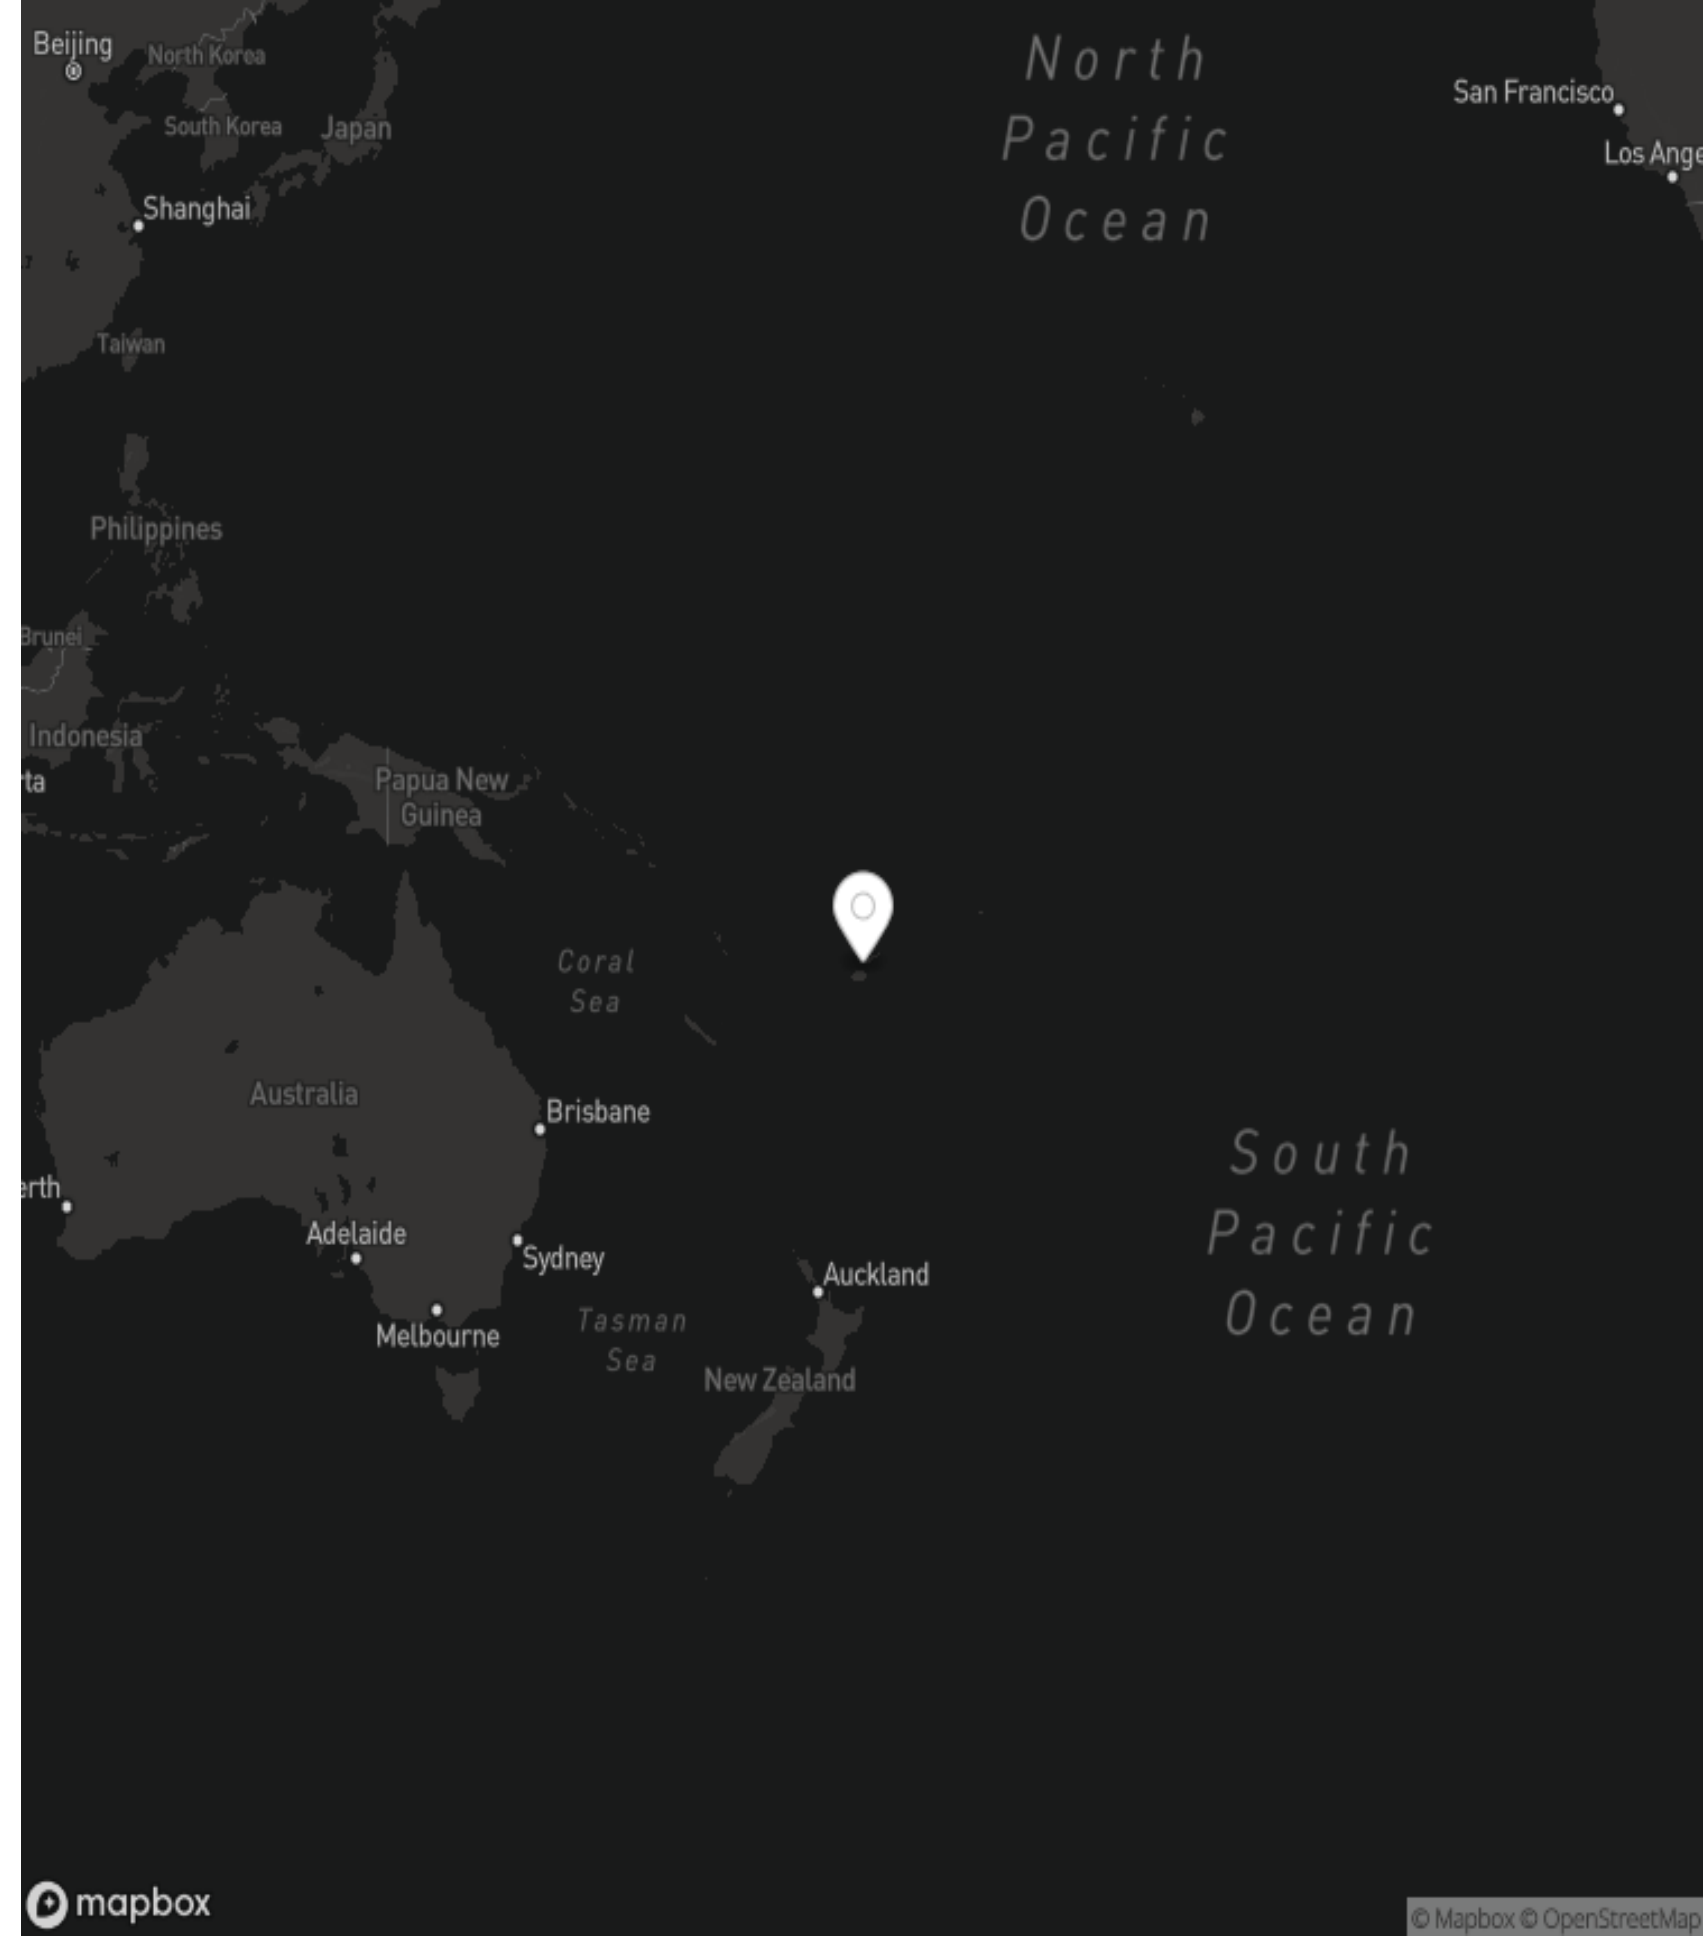 Beijing
North Korea
South Korea
Japan
Shanghai
Taiwan
North
Pacific
Ocean
San Francisco
Los Ange
Philippines
Brunei
Indonesia
ta
Papua New
Guinea
Coral
Sea
Australia
Brisbane
erth
Adelaide
Sydney
Melbourne
Tasman
Sea
Auckland
New Zealand
South
Pacific
Ocean
mapbox
© Mapbox © OpenStreetMap